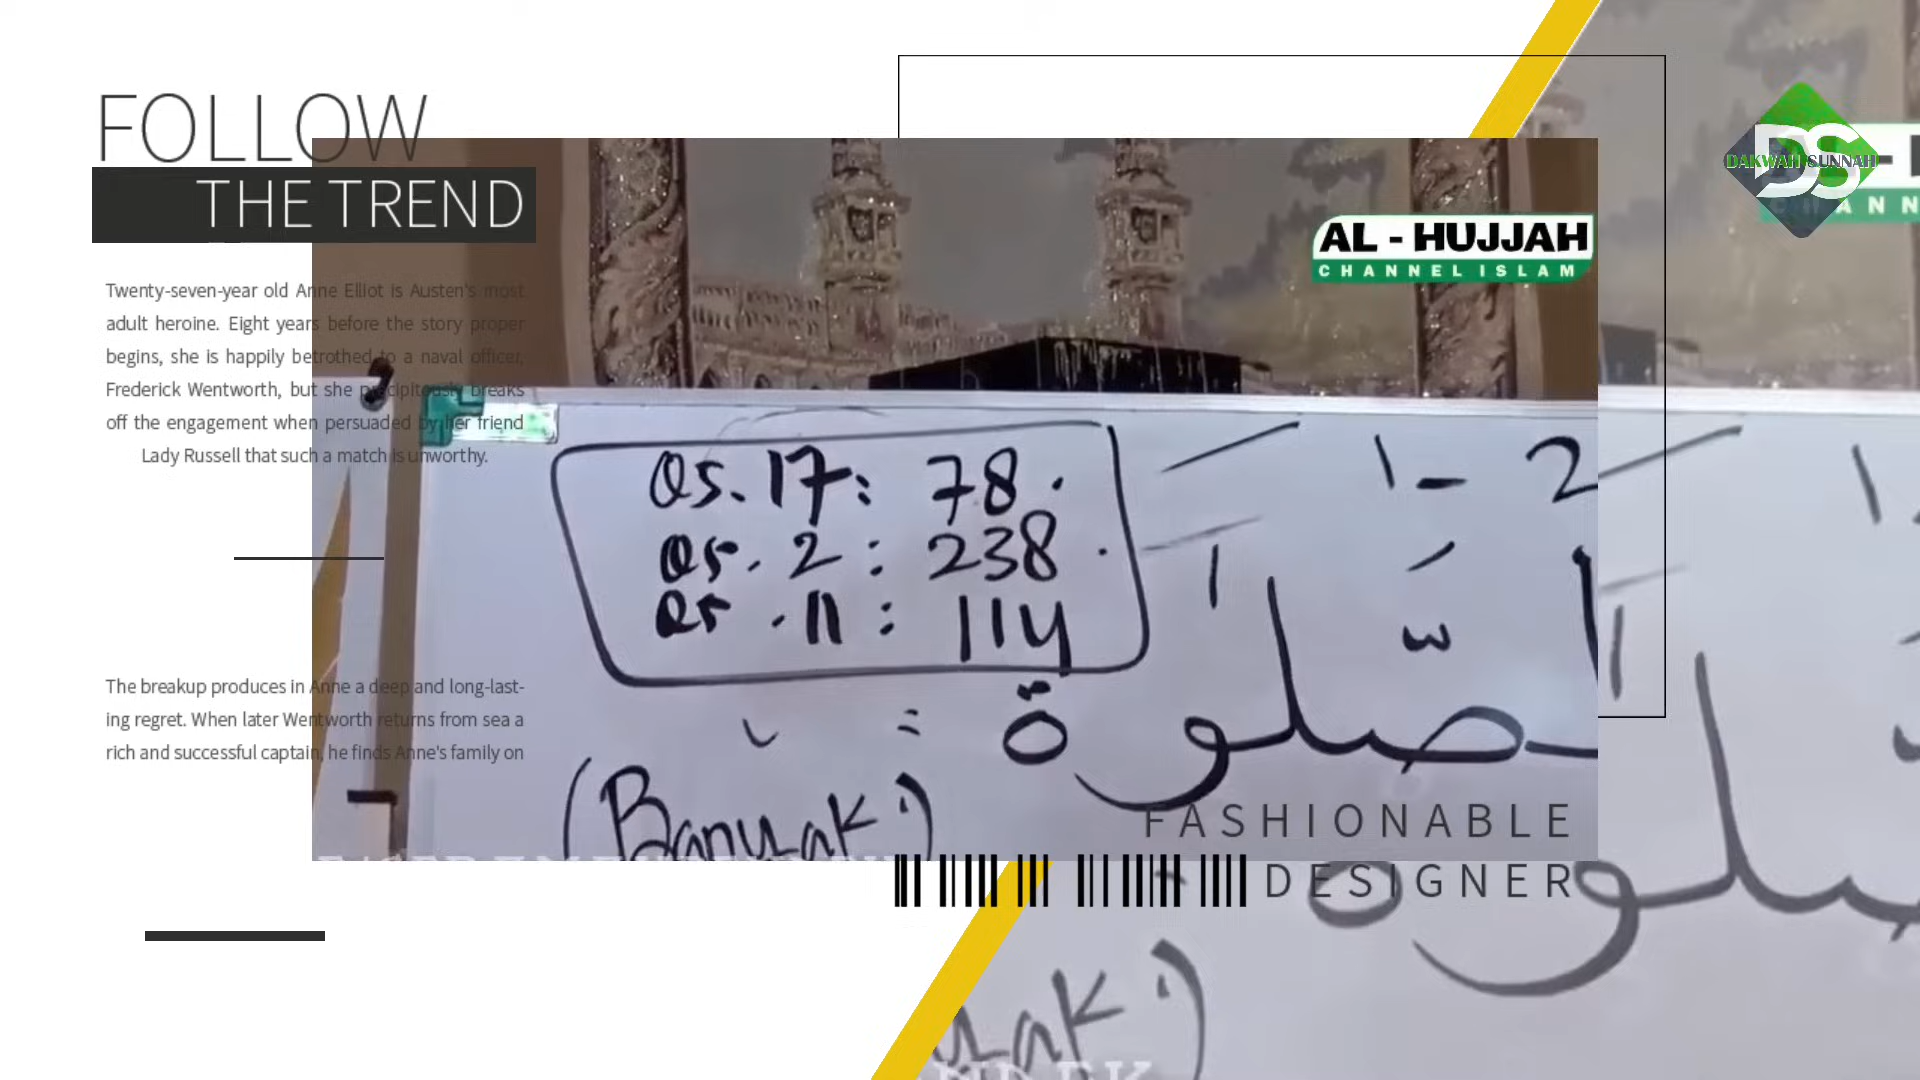 FOLLOW
THE TREND
Twenty-seven-year old Anne Elliot is Austen's most
adult heroine. Eight years before the story proper
begins, she is happily betrothed to a naval officer,
Frederick Wentworth, but she precipitously breaks
off the engagement when persuaded by her friend
Lady Russell that such a match is unworthy.
The breakup produces in Anne a deep and long-last-
ing regret. When later Wentworth returns from sea a
rich and successful captain, he finds Anne's family on
AL - HUJJAH
CHANNEL ISLAM
DS
DAKWAH SUNNAH
QS. 17: 78.
QS. 2: 238.
QS. 11: 114
1-2
الصلوة
(Banyak)
FASHIONABLE
DESIGNER